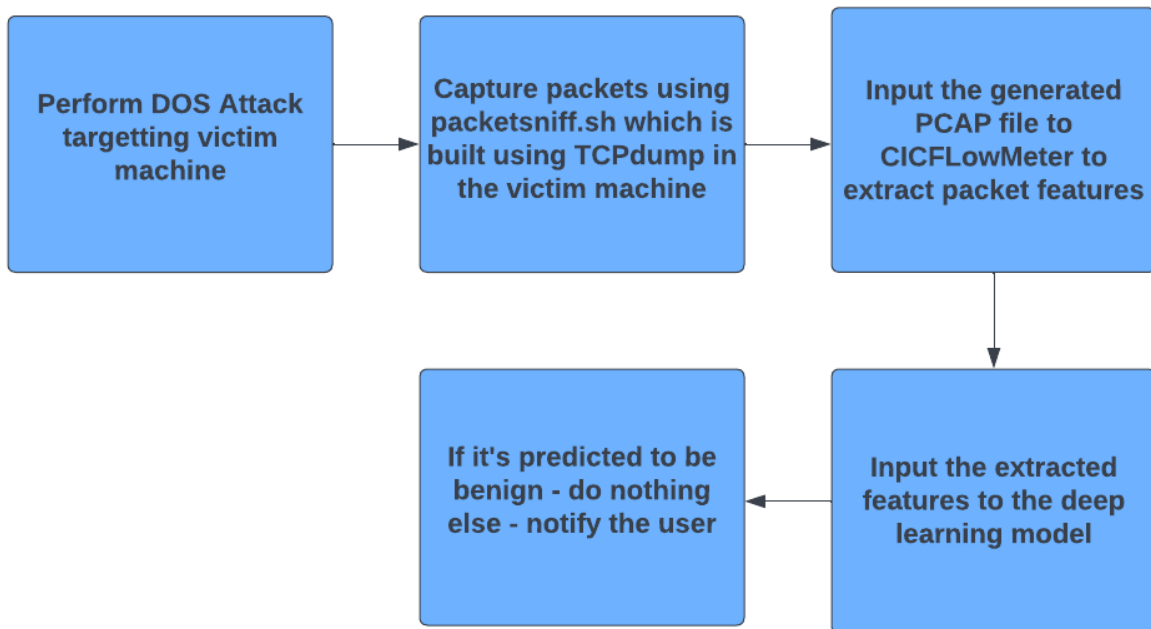 Perform DOS Attack
targetting victim
machine
Capture packets using
packetsniff.sh which is
built using TCPdump in
the victim machine
Input the generated
PCAP file to
CICFLowMeter to
extract packet features
Input the extracted
features to the deep
learning model
If it's predicted to be
benign - do nothing
else - notify the user